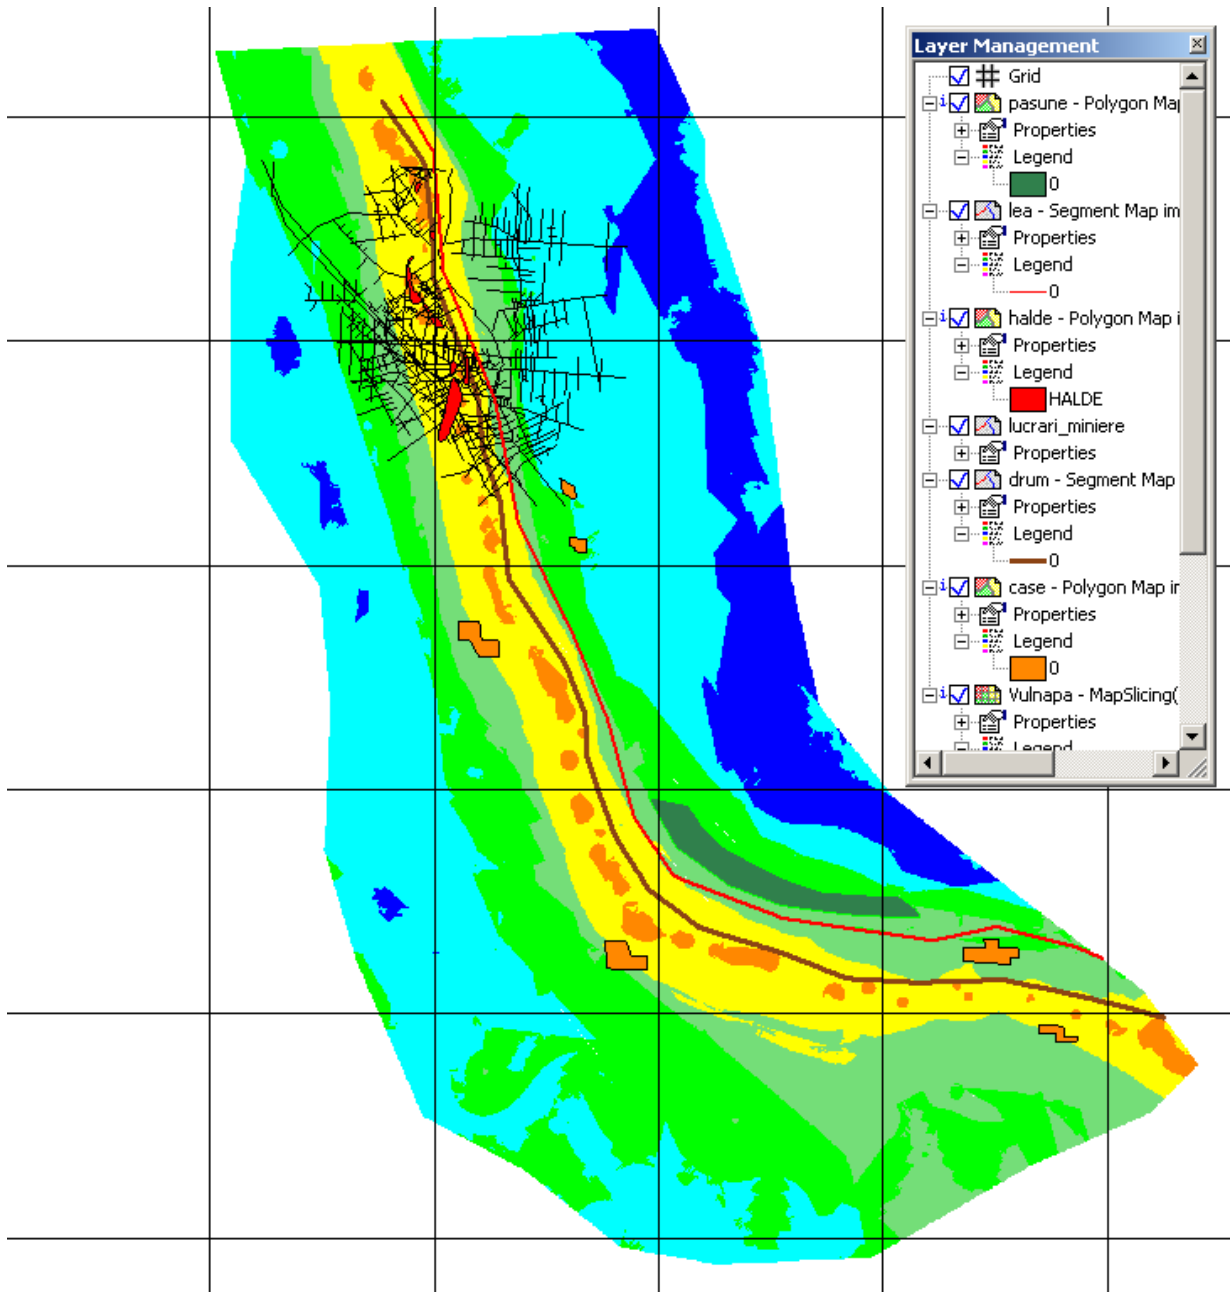 Layer Management
Grid
pasune - Polygon Map
Properties
Legend
0
lea - Segment Map im
Properties
Legend
0
halde - Polygon Map i
Properties
Legend
HALDE
lucrari_miniere
Properties
drum - Segment Map
Properties
Legend
0
case - Polygon Map ir
Properties
Legend
0
Vulnapa - MapSlicing(
Properties
Legend